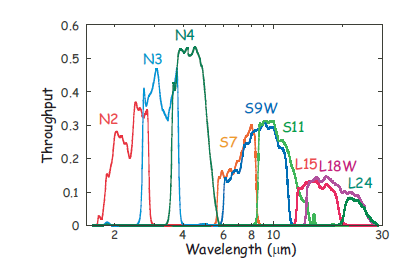 0.6
N4
0.5
N3
0.4
N2
S9W
0.3
S11
S7
0.2
L15 L18W
L24
0.1
0
2 4 6 8 10 30
Throughput
Wavelength (μm)